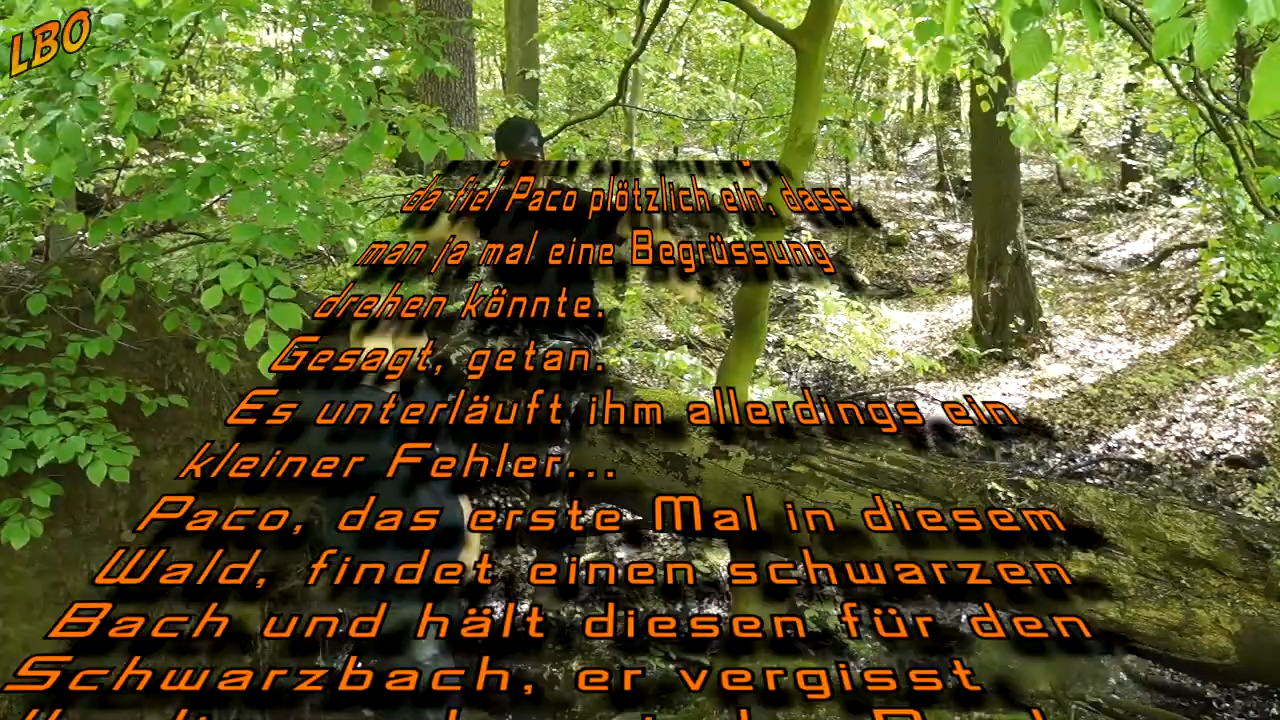 LBO
da fiel Paco plötzlich ein, dass
man ja mal eine Begrüssung
drehen könnte.
Gesagt, getan.
Es unterläuft ihm allerdings ein
kleiner Fehler...
Paco, das erste Mal in diesem
Wald, findet einen schwarzen
Bach und hält diesen für den
Schwarzbach, er vergisst